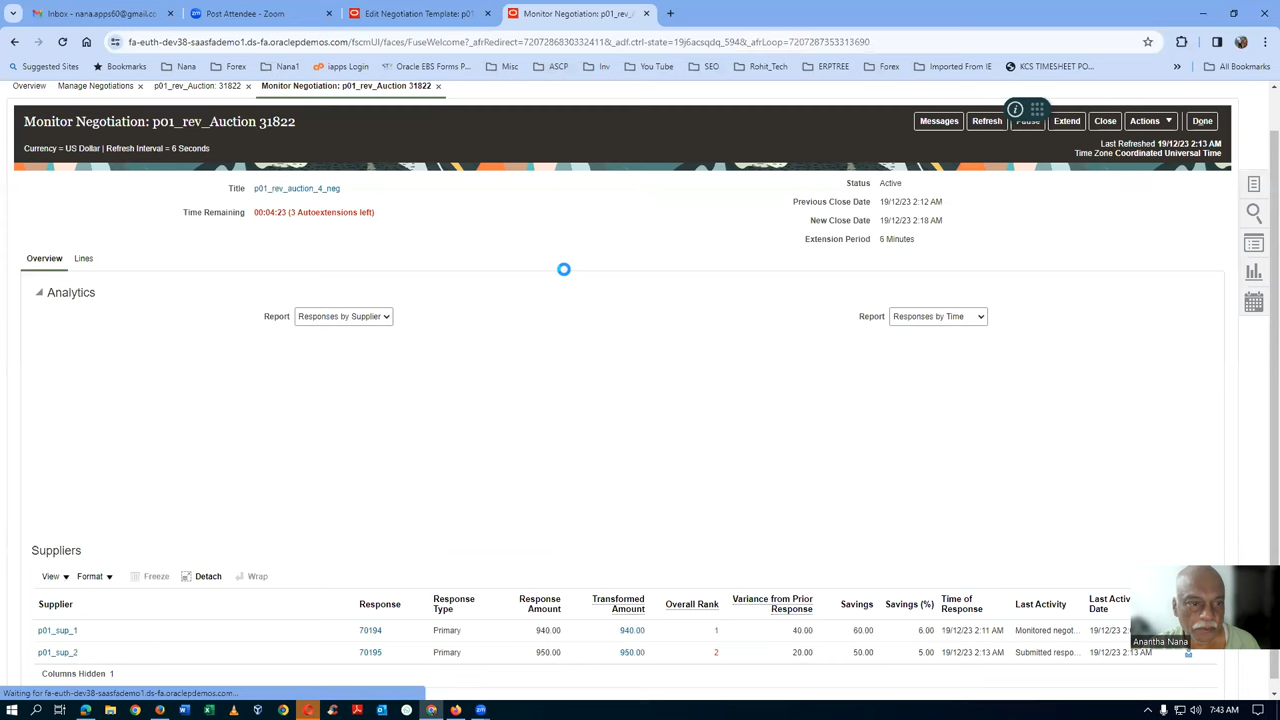 Inbox - nana.apps60@gmail.co
Post Attendee - Zoom
Edit Negotiation Template: p01
Monitor Negotiation: p01_rev_A
fa-euth-dev38-saasfademo1.ds-fa.oraclepdemos.com/fscmUI/faces/FuseWelcome?_afrRedirect=7207286830332411&_adf.ctrl-state=19j6acsqdq_594&_afrLoop=7207287353313690
Suggested Sites Bookmarks Nana Forex Nana1 iapps Login Oracle EBS Forms P... Misc ASCP Inv You Tube SEO Rohit_Tech ERPTREE Forex Imported From IE KCS TIMESHEET PO... All Bookmarks
Overview Manage Negotiations p01_rev_Auction: 31822 Monitor Negotiation: p01_rev_Auction 31822
Monitor Negotiation: p01_rev_Auction 31822
Messages Refresh Pause Extend Close Actions Done
Currency = US Dollar | Refresh Interval = 6 Seconds
Last Refreshed 19/12/23 2:13 AM
Time Zone Coordinated Universal Time
Title p01_rev_auction_4_neg
Time Remaining 00:04:23 (3 Autoextensions left)
Status Active
Previous Close Date 19/12/23 2:12 AM
New Close Date 19/12/23 2:18 AM
Extension Period 6 Minutes
Overview Lines
Analytics
Report Responses by Supplier
Report Responses by Time
Suppliers
View Format Freeze Detach Wrap
Supplier Response Response Type Response Amount Transformed Amount Overall Rank Variance from Prior Response Savings Savings (%) Time of Response Last Activity Last Activ Date
p01_sup_1 70194 Primary 940.00 940.00 1 40.00 60.00 6.00 19/12/23 2:11 AM Monitored negot... 19/12/23 2:
p01_sup_2 70195 Primary 950.00 950.00 2 20.00 50.00 5.00 19/12/23 2:13 AM Submitted respo... 19/12/23 2:13 AM
Columns Hidden 1
Anantha Nana
Waiting for fa-euth-dev38-saasfademo1.ds-fa.oraclepdemos.com...
7:43 AM